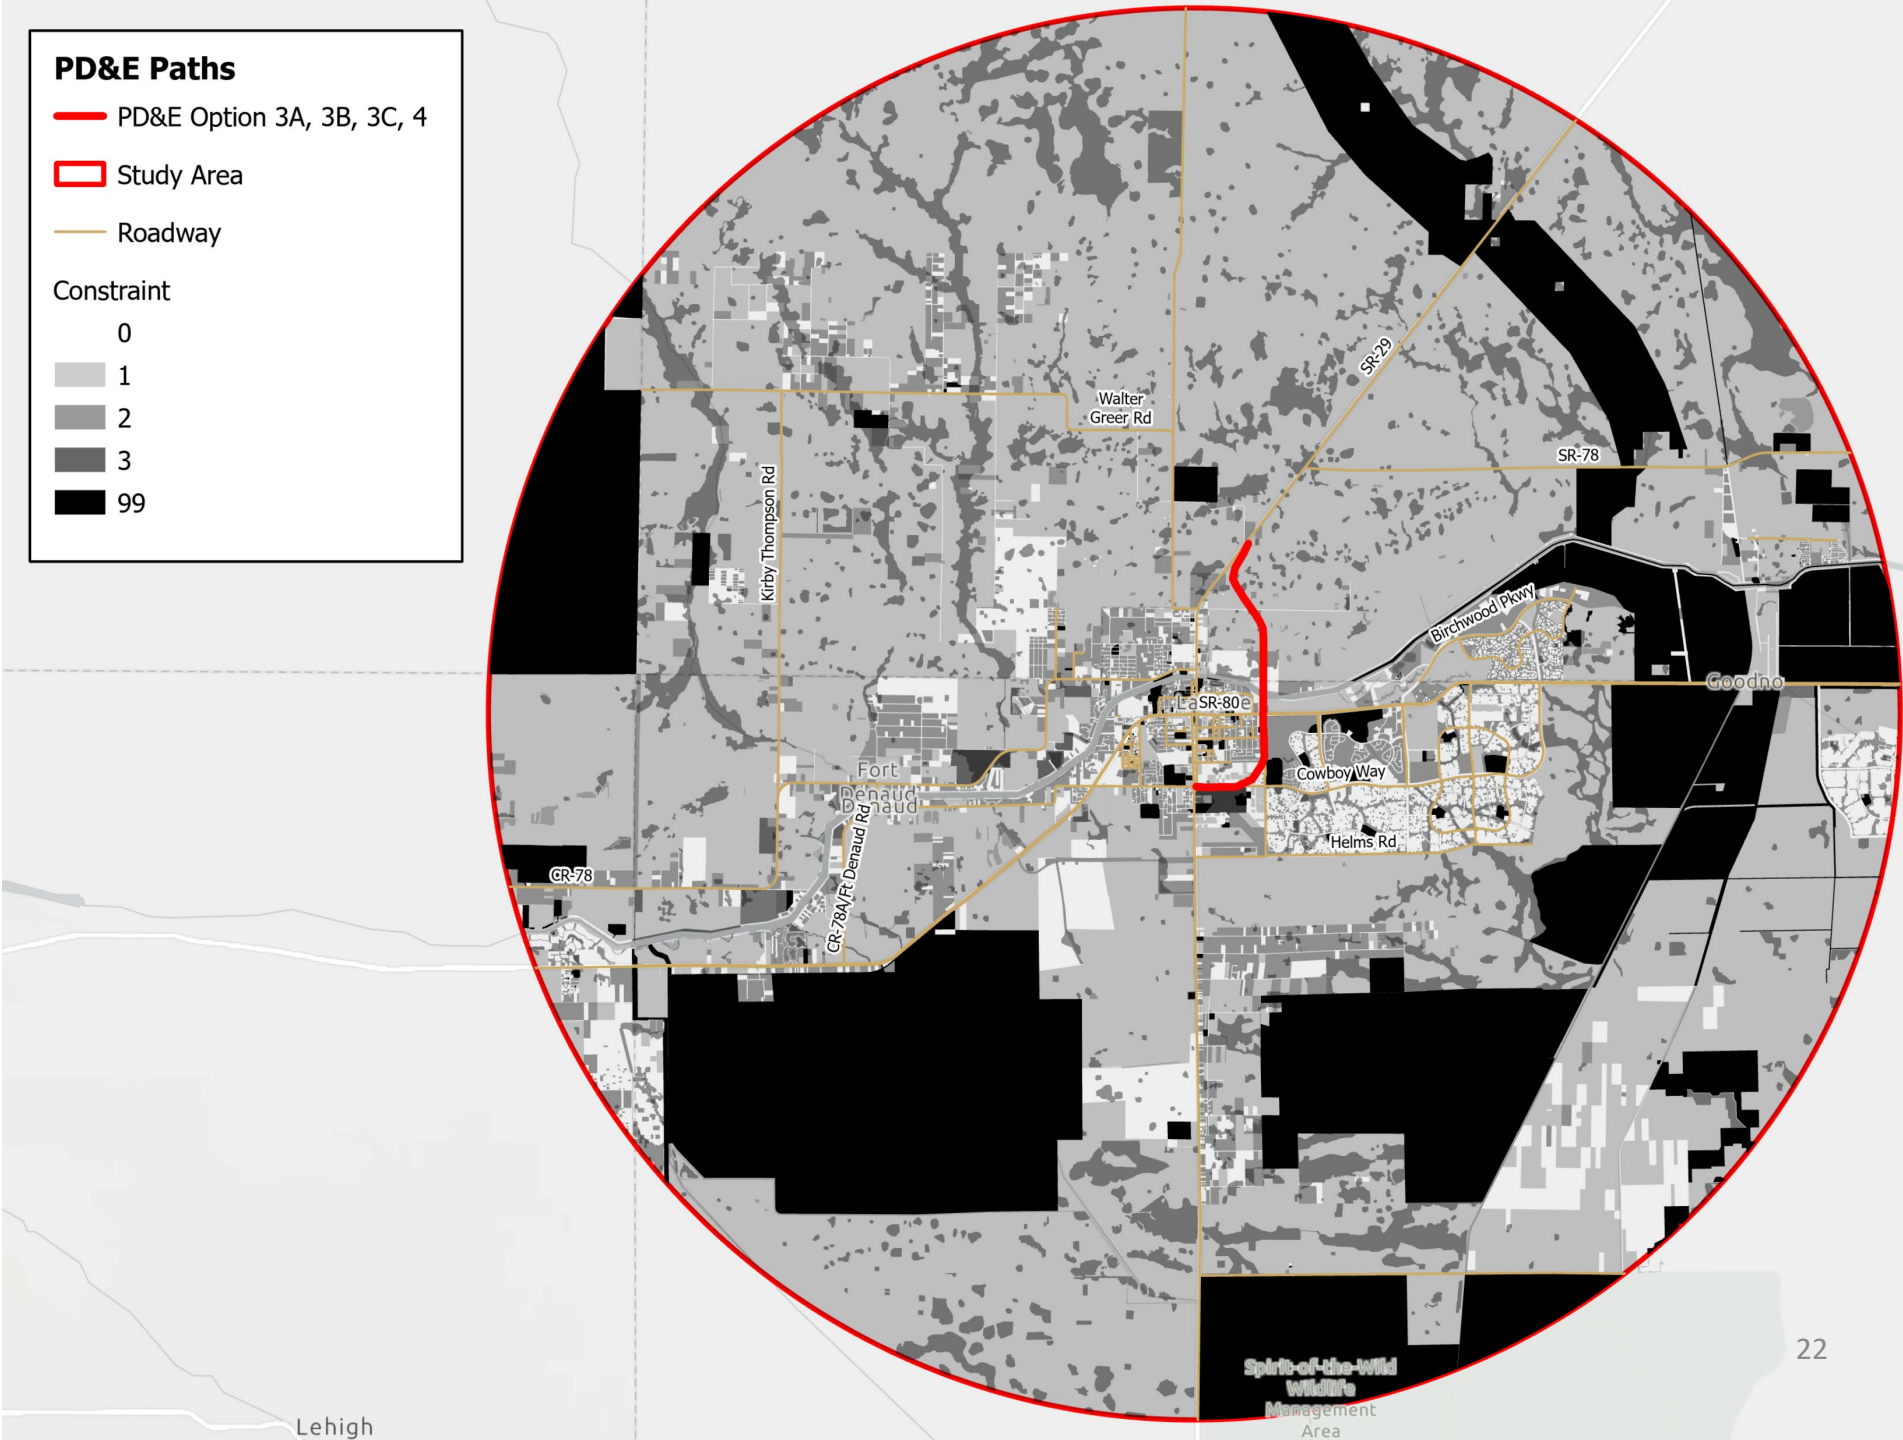 PD&E Paths
PD&E Option 3A, 3B, 3C, 4
Study Area
Roadway
Constraint
0
1
2
3
99
SR-29
Walter
Greer Rd
SR-78
Kirby Thompson Rd
Birchwood Pkwy
Goodno
SR-80
Cowboy Way
Fort
Denaud
Denaud
Helms Rd
CR-78
CR-78A/Ft Denaud Rd
22
Spirit-of-the-Wild
Wildlife
Management
Area
Lehigh